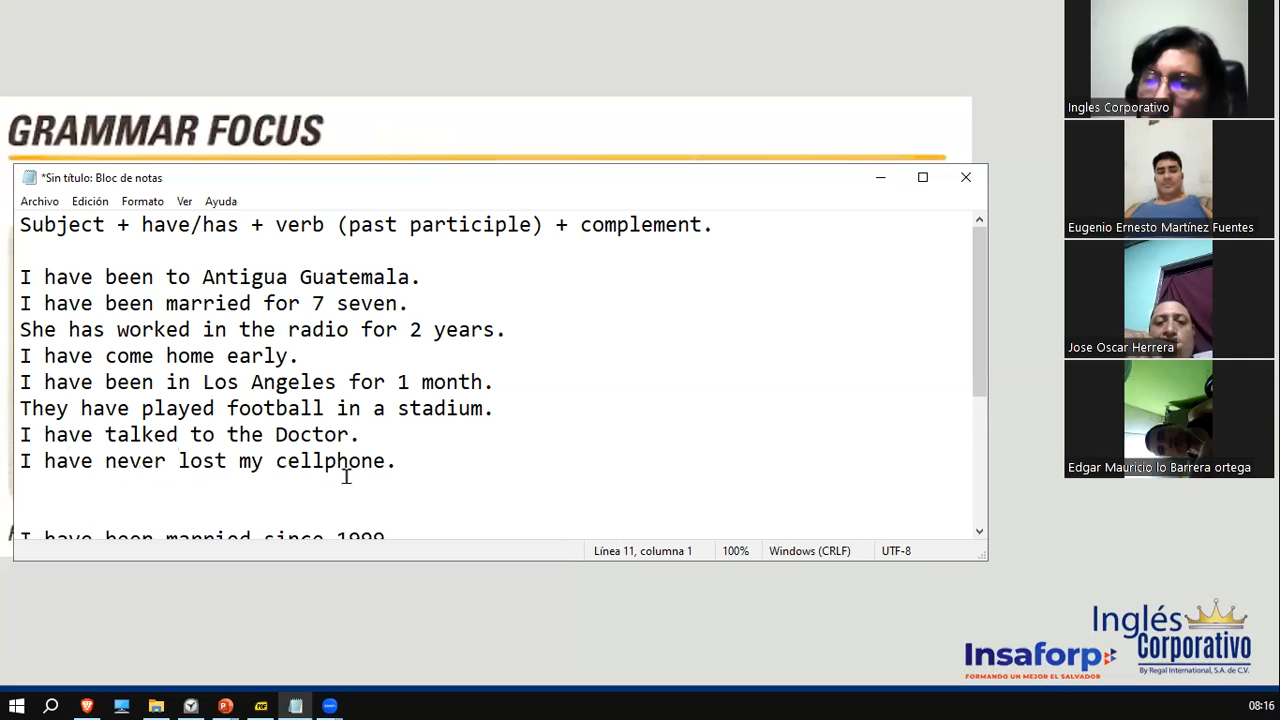 GRAMMAR FOCUS
*Sin título: Bloc de notas
Archivo Edición Formato Ver Ayuda
Subject + have/has + verb (past participle) + complement.
I have been to Antigua Guatemala.
I have been married for 7 seven.
She has worked in the radio for 2 years.
I have come home early.
I have been in Los Angeles for 1 month.
They have played football in a stadium.
I have talked to the Doctor.
I have never lost my cellphone.
I have been married since 1999
Línea 11, columna 1 100% Windows (CRLF) UTF-8
Ingles Corporativo
Eugenio Ernesto Martínez Fuentes
Jose Oscar Herrera
Edgar Mauricio lo Barrera ortega
Insaforp
FORMANDO UN MEJOR EL SALVADOR
Inglés
Corporativo
By Regal International, S.A. de C.V.
08:16